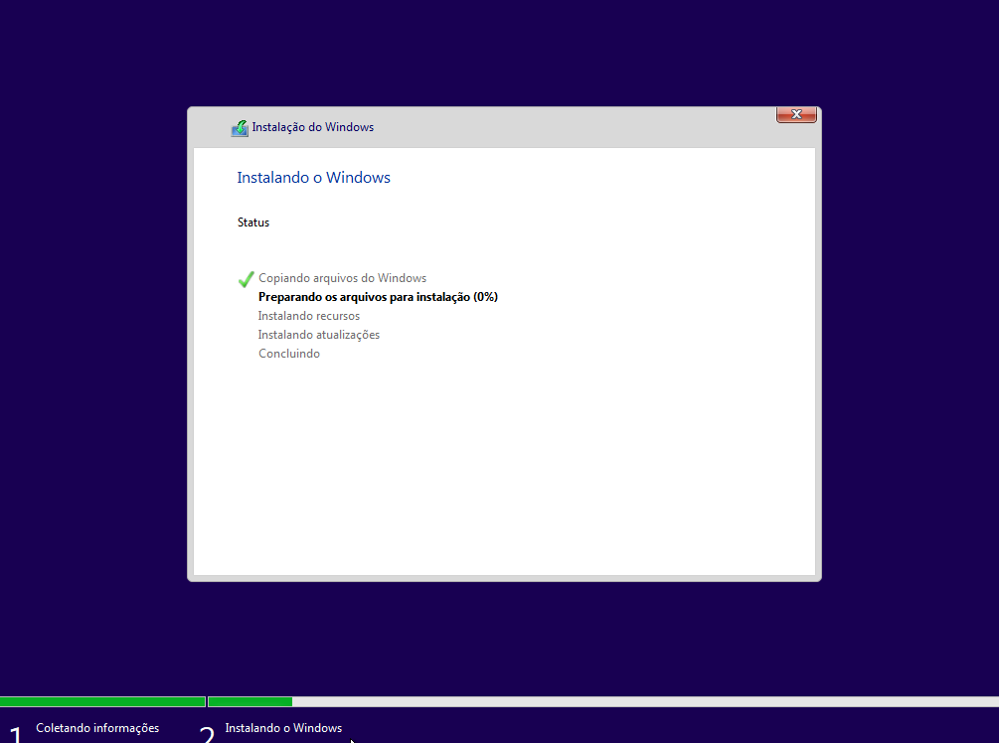 Instalação do Windows
Instalando o Windows
Status
Copiando arquivos do Windows
Preparando os arquivos para instalação (0%)
Instalando recursos
Instalando atualizações
Concluindo
1 Coletando informações
2 Instalando o Windows